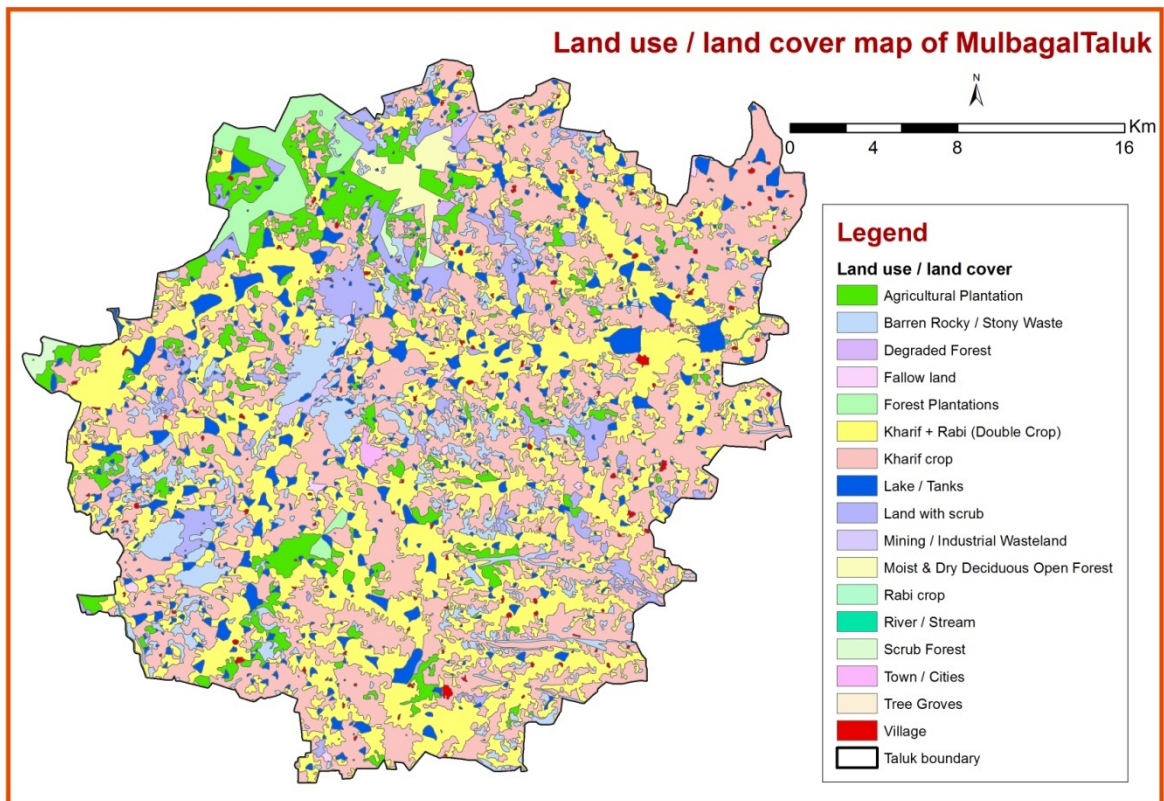 Land use / land cover map of MulbagalTaluk
N
Km
0 4 8 16
Legend
Land use / land cover
Agricultural Plantation
Barren Rocky / Stony Waste
Degraded Forest
Fallow land
Forest Plantations
Kharif + Rabi (Double Crop)
Kharif crop
Lake / Tanks
Land with scrub
Mining / Industrial Wasteland
Moist & Dry Deciduous Open Forest
Rabi crop
River / Stream
Scrub Forest
Town / Cities
Tree Groves
Village
Taluk boundary